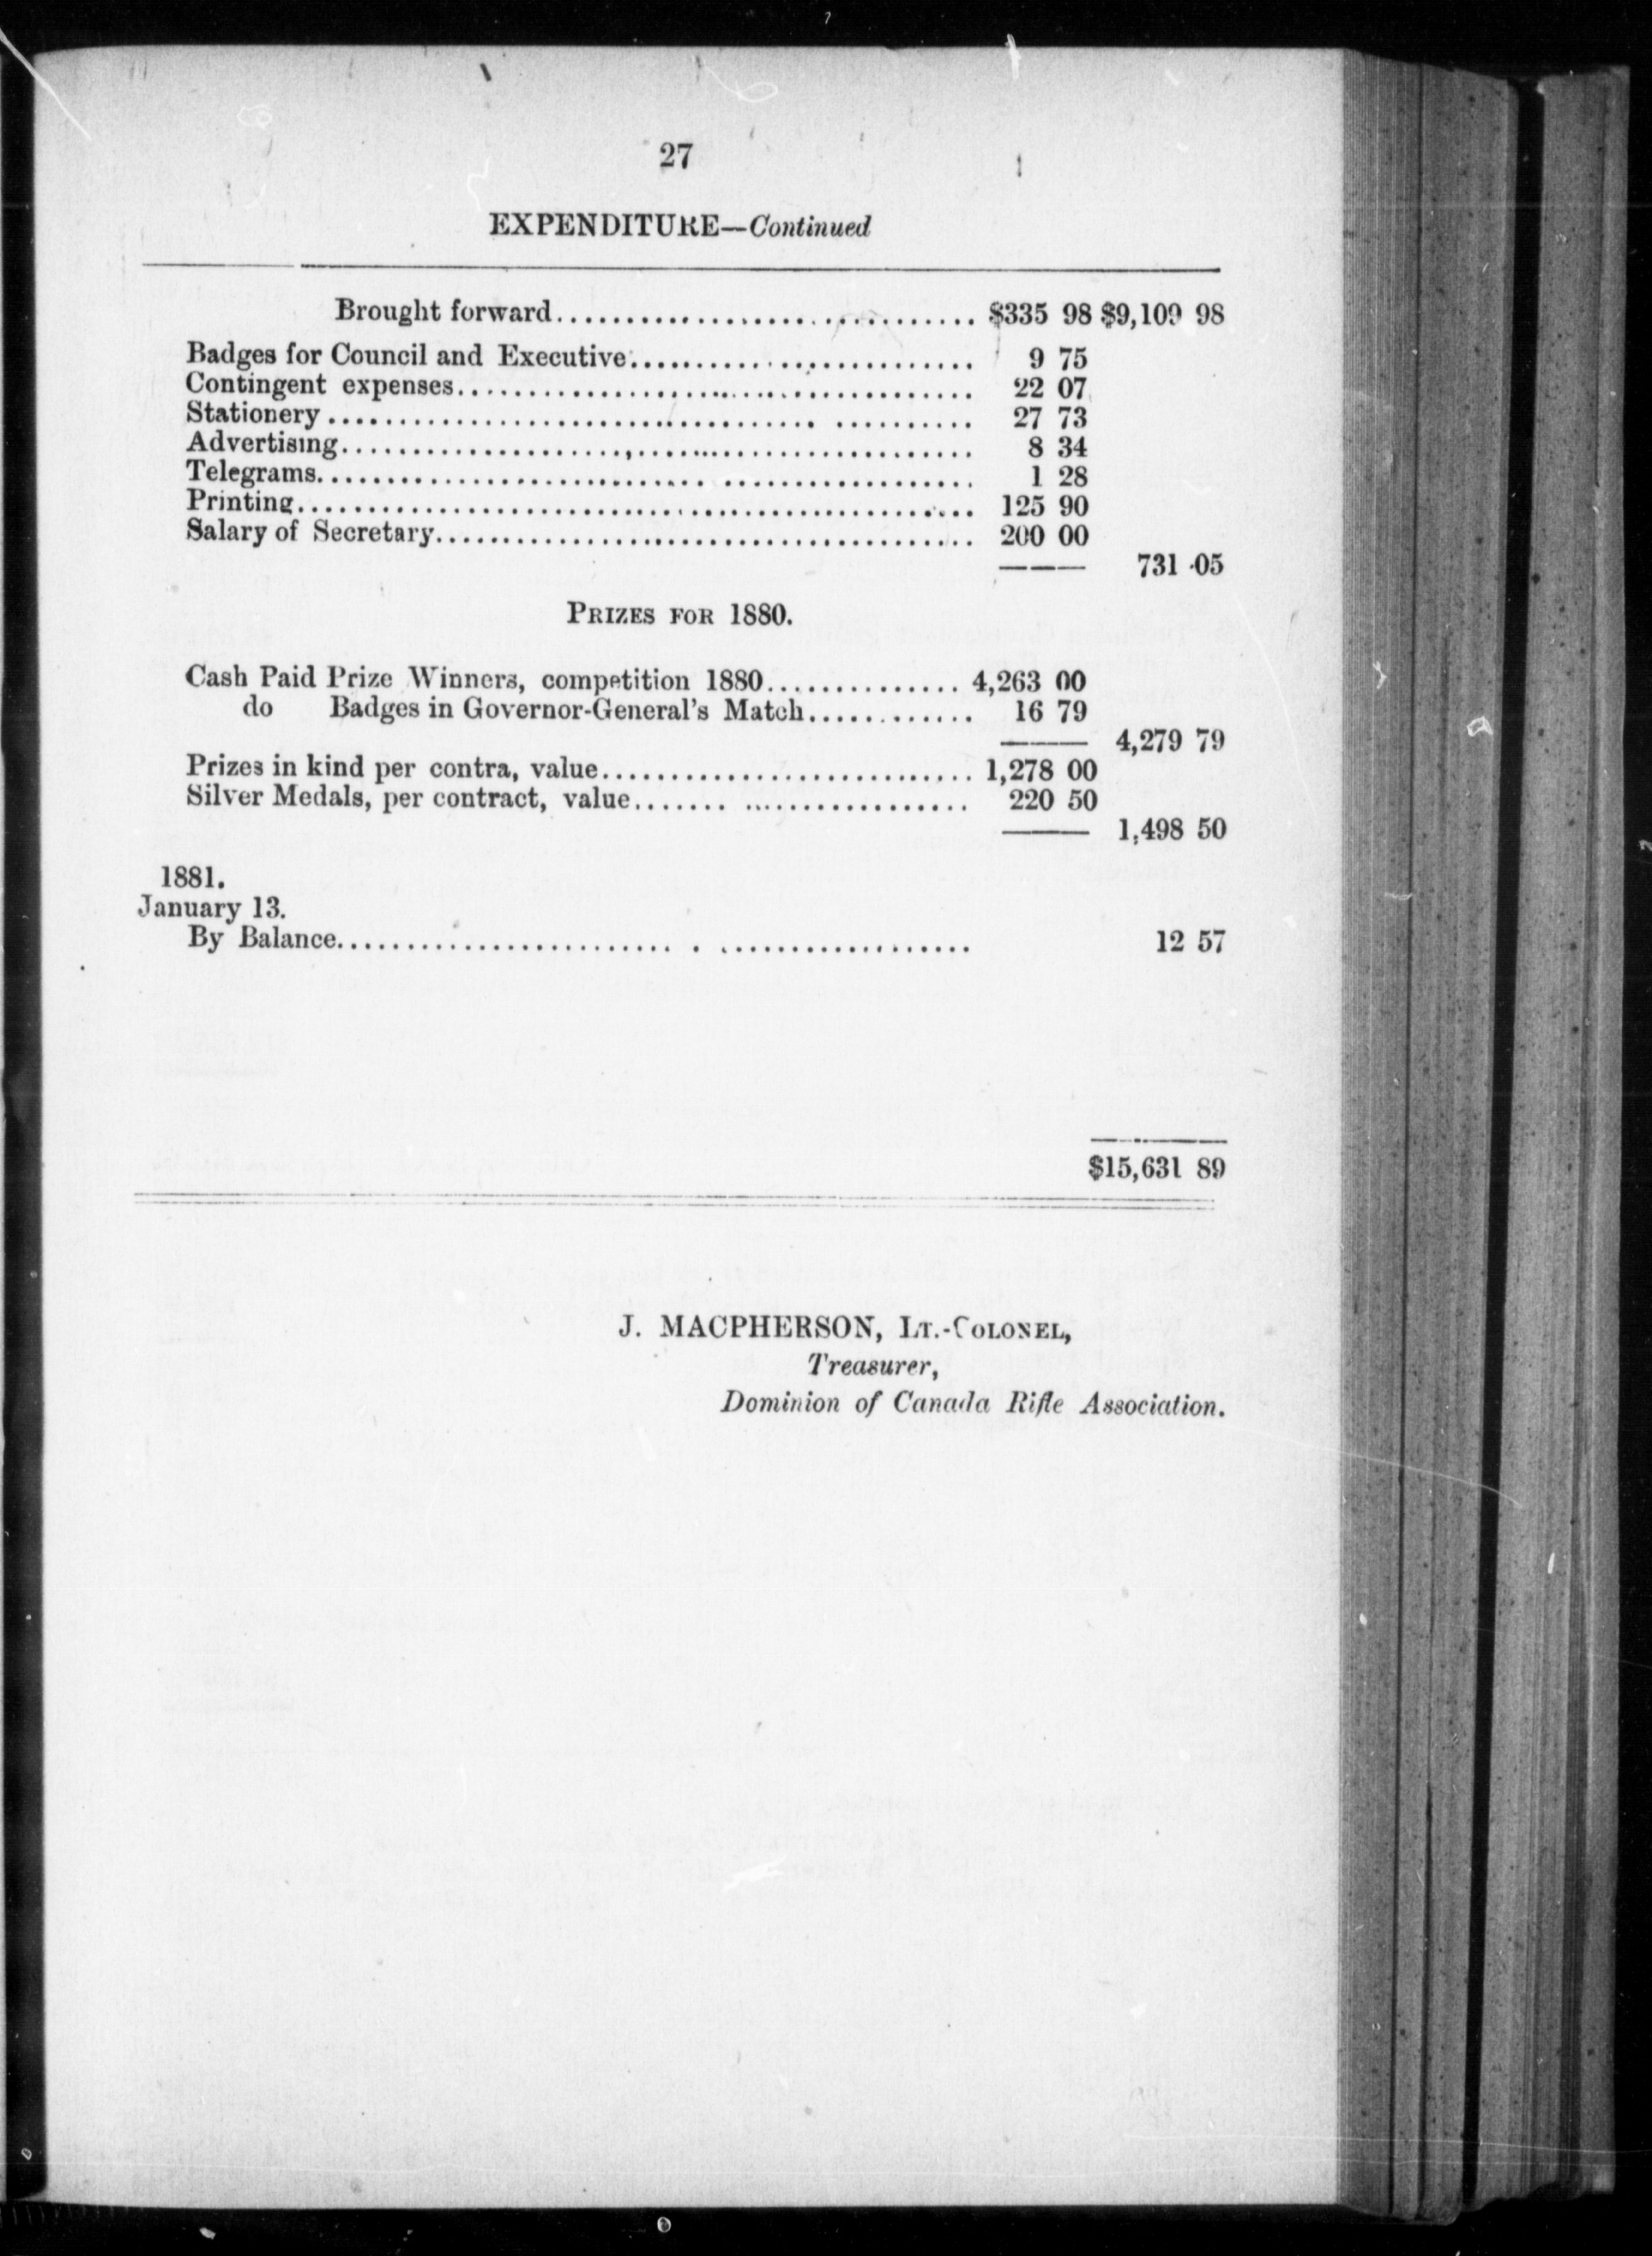 27
EXPENDITURE—Continued
Brought forward.............................. $335 98 $9,109 98
Badges for Council and Executive......................... 9 75
Contingent expenses..................................... 22 07
Stationery.............................................. 27 73
Advertising............................................. 8 34
Telegrams............................................... 1 28
Printing................................................ 125 90
Salary of Secretary..................................... 200 00
——— 731 05
PRIZES FOR 1880.
Cash Paid Prize Winners, competition 1880.............. 4,263 00
do Badges in Governor-General's Match............ 16 79
——— 4,279 79
Prizes in kind per contra, value.......................... 1,278 00
Silver Medals, per contract, value....................... 220 50
——— 1,498 50
1881.
January 13.
By Balance............................................ 12 57
$15,631 89
J. MACPHERSON, LT.-COLONEL,
Treasurer,
Dominion of Canada Rifle Association.